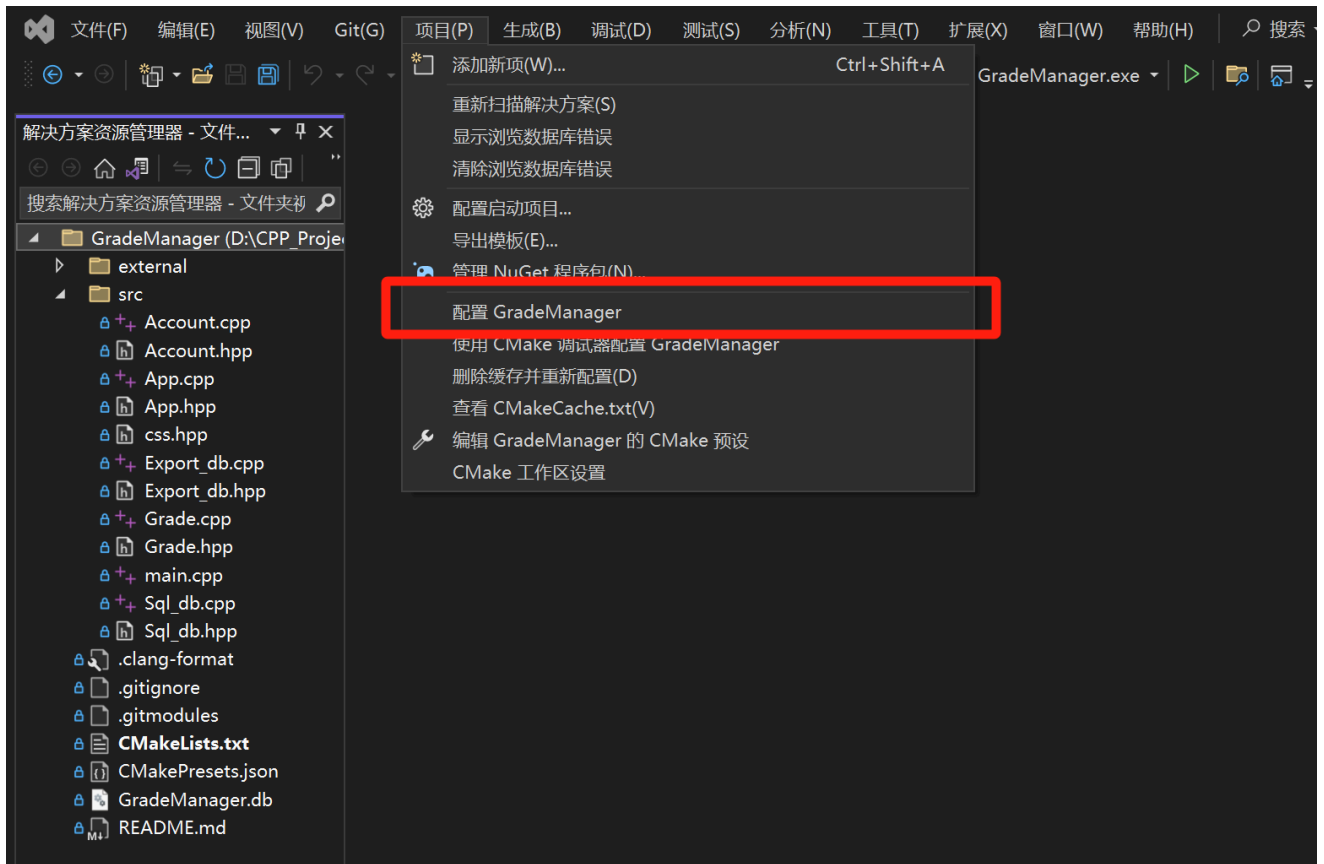 文件(F) 编辑(E) 视图(V) Git(G) 项目(P) 生成(B) 调试(D) 测试(S) 分析(N) 工具(T) 扩展(X) 窗口(W) 帮助(H) 搜索
GradeManager.exe
添加新项(W)... Ctrl+Shift+A
重新扫描解决方案(S)
显示浏览数据库错误
清除浏览数据库错误
配置启动项目...
导出模板(E)...
管理 NuGet 程序包(N)...
配置 GradeManager
使用 CMake 调试器配置 GradeManager
删除缓存并重新配置(D)
查看 CMakeCache.txt(V)
编辑 GradeManager 的 CMake 预设
CMake 工作区设置
解决方案资源管理器 - 文件...
搜索解决方案资源管理器 - 文件夹视
GradeManager (D:\CPP_Proje
external
src
Account.cpp
Account.hpp
App.cpp
App.hpp
css.hpp
Export_db.cpp
Export_db.hpp
Grade.cpp
Grade.hpp
main.cpp
Sql_db.cpp
Sql_db.hpp
.clang-format
.gitignore
.gitmodules
CMakeLists.txt
CMakePresets.json
GradeManager.db
README.md